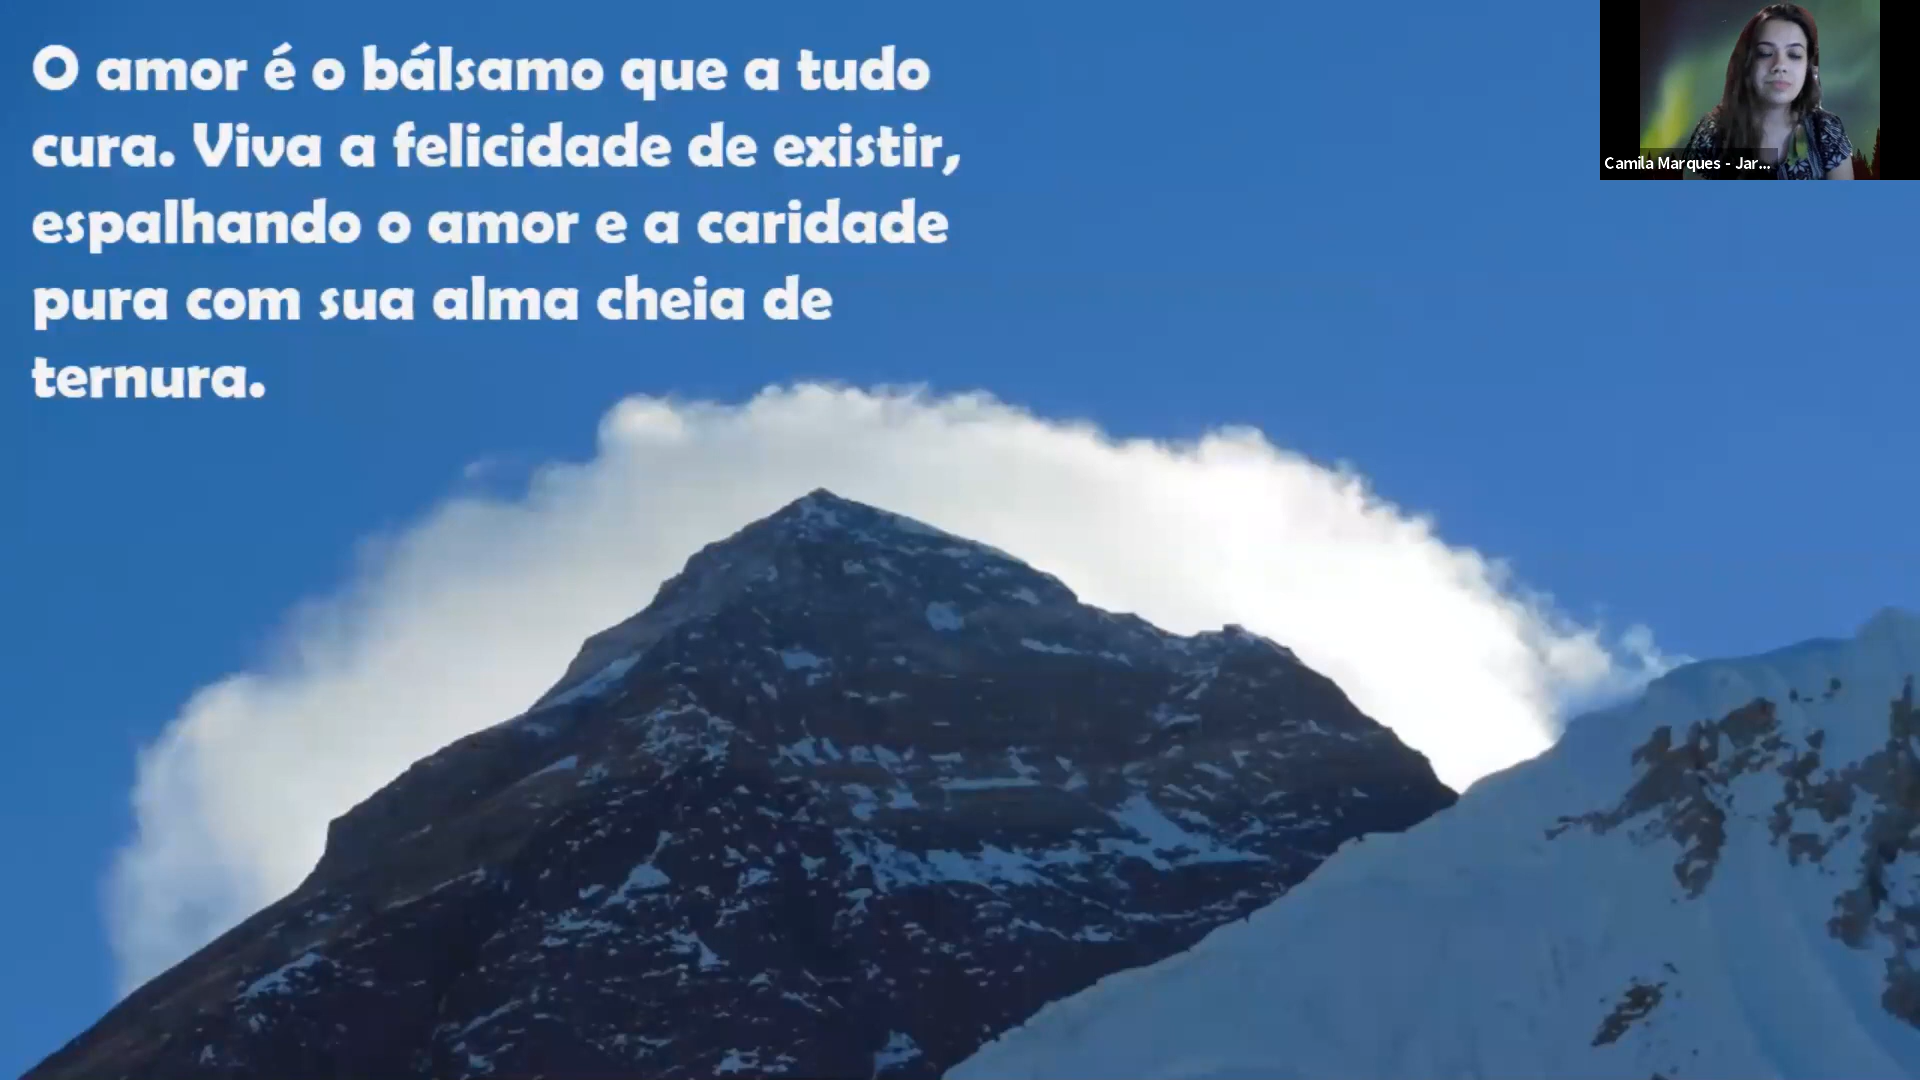 O amor é o bálsamo que a tudo
cura. Viva a felicidade de existir,
espalhando o amor e a caridade
pura com sua alma cheia de
ternura.
Camila Marques - Jar...